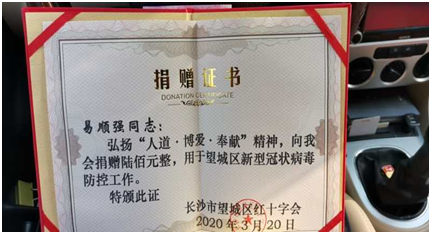 捐赠证书
DONATION CERTIFICATE
易顺强同志：
弘扬“人道·博爱·奉献”精神，向我
会捐赠陆佰元整，用于望城区新型冠状病毒
防控工作。
特颁此证
长沙市望城区红十字会
2020年3月20日